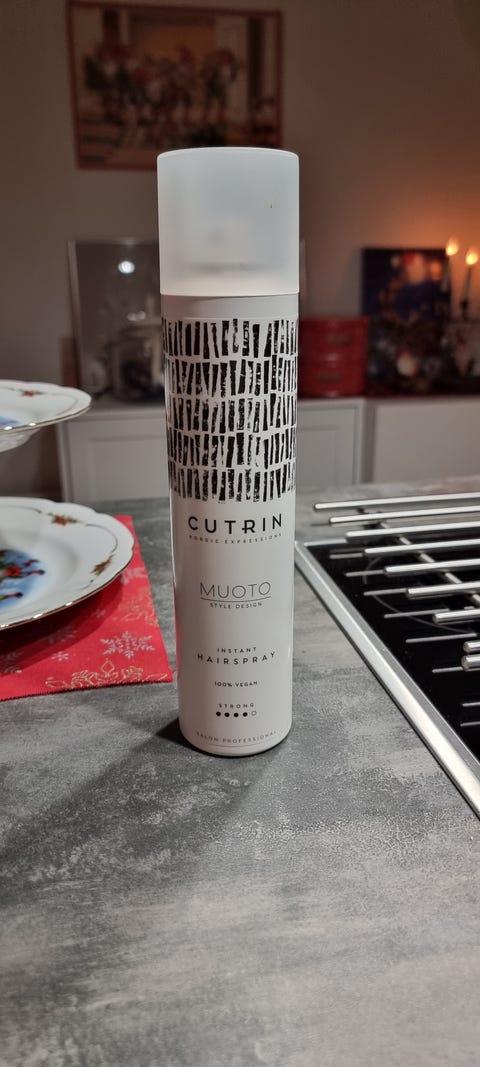 CUTRIN
NORDIC EXPRESSIONS
MUOTO
STYLE DESIGN
INSTANT
HAIRSPRAY
100% VEGAN
STRONG
SALON PROFESSIONAL